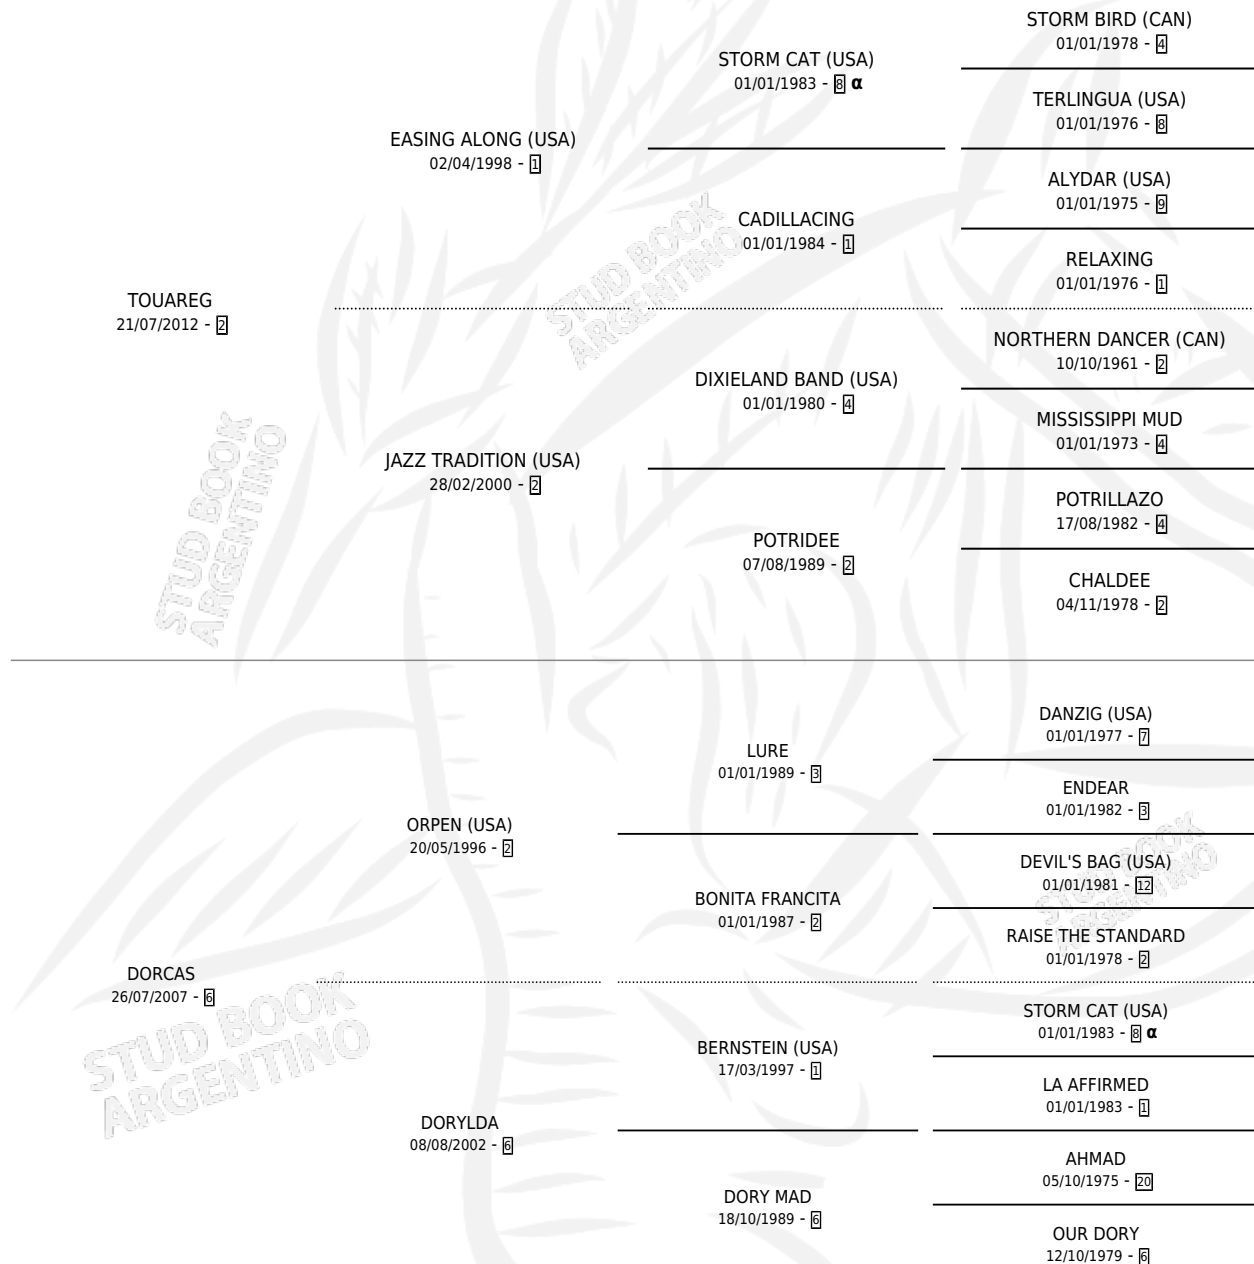 STORM BIRD (CAN)
01/01/1978 - 4
STORM CAT (USA)
01/01/1983 - 8 α
TERLINGUA (USA)
01/01/1976 - 8
EASING ALONG (USA)
02/04/1998 - 1
ALYDAR (USA)
01/01/1975 - 9
CADILLACING
01/01/1984 - 1
RELAXING
01/01/1976 - 1
STUD BOOK
ARGENTINO
TOUAREG
21/07/2012 - 2
NORTHERN DANCER (CAN)
10/10/1961 - 2
DIXIELAND BAND (USA)
01/01/1980 - 4
MISSISSIPPI MUD
01/01/1973 - 4
JAZZ TRADITION (USA)
28/02/2000 - 2
POTRILLAZO
17/08/1982 - 4
POTRIDEE
07/08/1989 - 2
CHALDEE
04/11/1978 - 2
STUD BOOK
ARGENTINO
DANZIG (USA)
01/01/1977 - 7
LURE
01/01/1989 - 3
ENDEAR
01/01/1982 - 3
ORPEN (USA)
20/05/1996 - 2
DEVIL'S BAG (USA)
01/01/1981 - 12
BONITA FRANCITA
01/01/1987 - 2
RAISE THE STANDARD
01/01/1978 - 2
STUD BOOK
ARGENTINO
DORCAS
26/07/2007 - 6
STORM CAT (USA)
01/01/1983 - 8 α
BERNSTEIN (USA)
17/03/1997 - 1
LA AFFIRMED
01/01/1983 - 1
STUD BOOK
ARGENTINO
DORYLDA
08/08/2002 - 6
AHMAD
05/10/1975 - 20
DORY MAD
18/10/1989 - 6
OUR DORY
12/10/1979 - 6